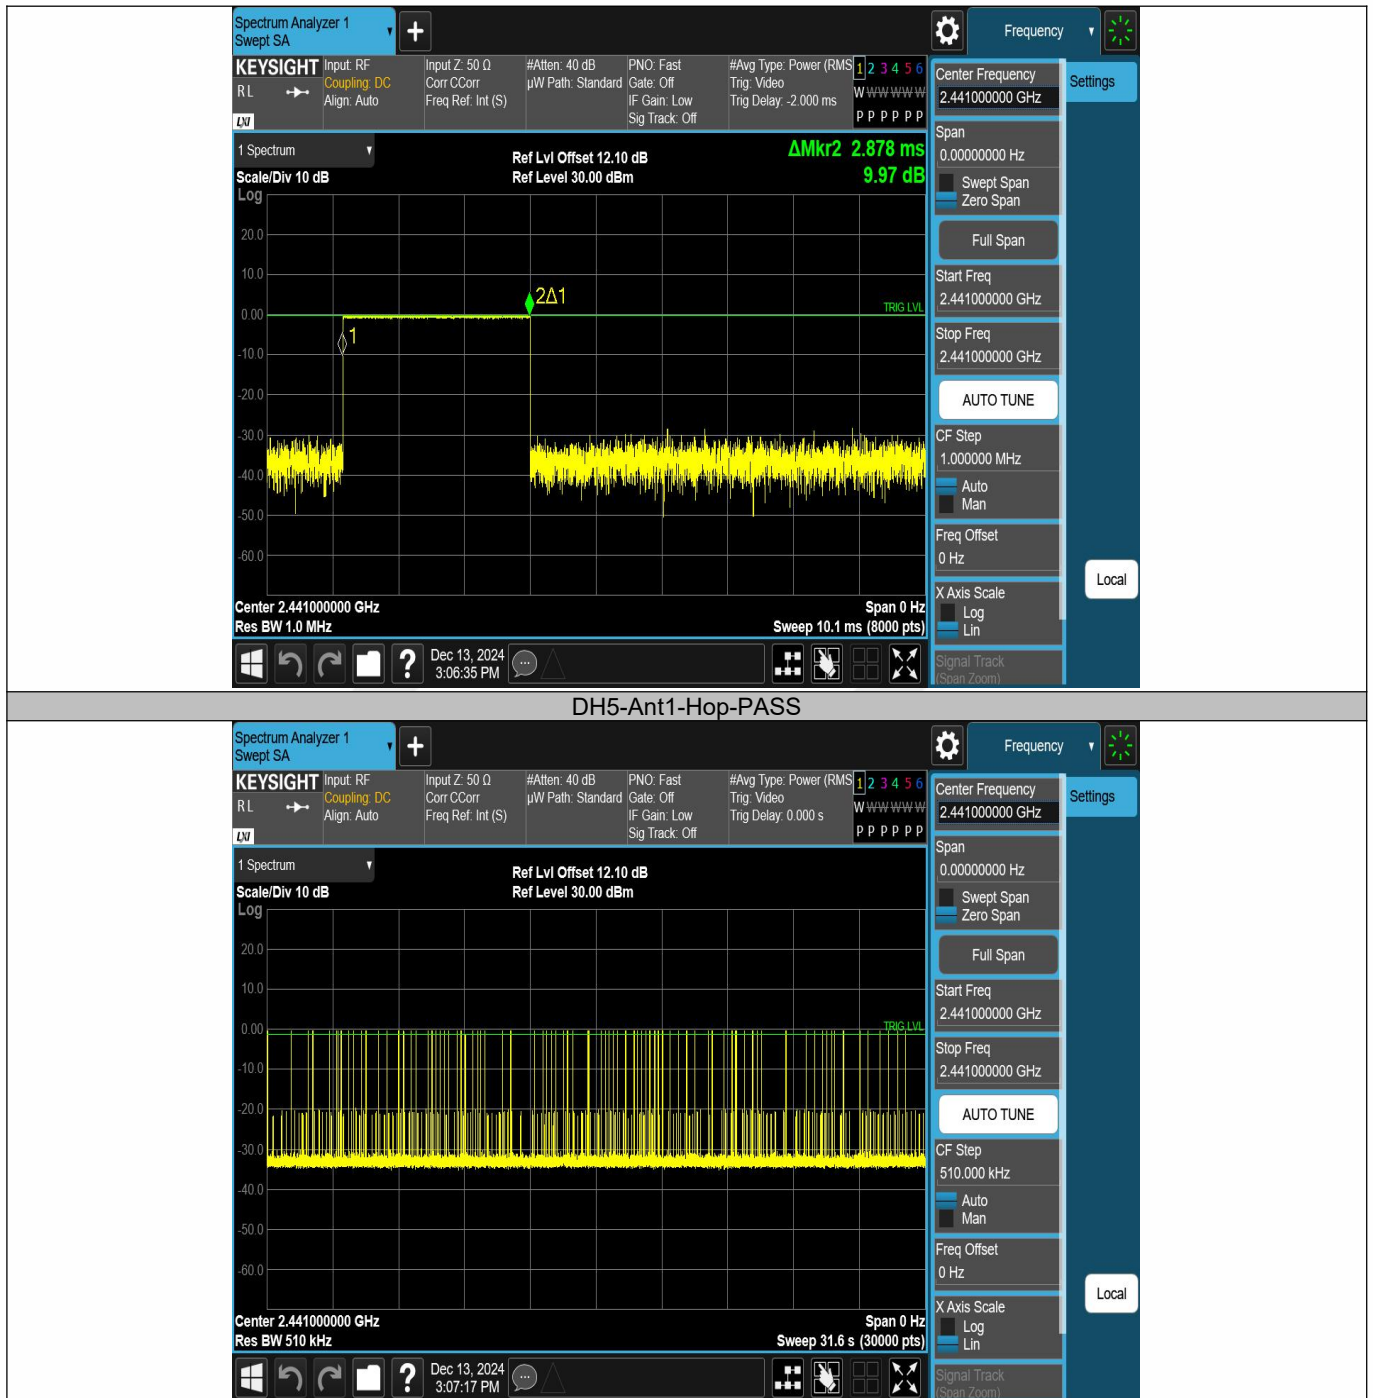 Spectrum Analyzer 1
Swept SA
Frequency
KEYSIGHT
RL
LXI
Input: RF
Coupling: DC
Align: Auto
Input Z: 50 Ω
Corr CCorr
Freq Ref: Int (S)
#Atten: 40 dB
µW Path: Standard
PNO: Fast
Gate: Off
IF Gain: Low
Sig Track: Off
#Avg Type: Power (RMS
Trig: Video
Trig Delay: -2.000 ms
1 2 3 4 5 6
W W W W W W
P P P P P P
Center Frequency
2.441000000 GHz
Settings
Span
0.00000000 Hz
Swept Span
Zero Span
Full Span
Start Freq
2.441000000 GHz
Stop Freq
2.441000000 GHz
AUTO TUNE
CF Step
1.000000 MHz
Auto
Man
Freq Offset
0 Hz
X Axis Scale
Log
Lin
Signal Track
(Span Zoom)
Local
1 Spectrum
Scale/Div 10 dB
Log
Ref Lvl Offset 12.10 dB
Ref Level 30.00 dBm
ΔMkr2 2.878 ms
9.97 dB
20.0
10.0
0.00
-10.0
-20.0
-30.0
-40.0
-50.0
-60.0
2Δ1
1
TRIG LVL
Center 2.441000000 GHz
Res BW 1.0 MHz
Span 0 Hz
Sweep 10.1 ms (8000 pts)
?
Dec 13, 2024
3:06:35 PM
DH5-Ant1-Hop-PASS
Spectrum Analyzer 1
Swept SA
Frequency
KEYSIGHT
RL
LXI
Input: RF
Coupling: DC
Align: Auto
Input Z: 50 Ω
Corr CCorr
Freq Ref: Int (S)
#Atten: 40 dB
µW Path: Standard
PNO: Fast
Gate: Off
IF Gain: Low
Sig Track: Off
#Avg Type: Power (RMS
Trig: Video
Trig Delay: 0.000 s
1 2 3 4 5 6
W W W W W W
P P P P P P
Center Frequency
2.441000000 GHz
Settings
Span
0.00000000 Hz
Swept Span
Zero Span
Full Span
Start Freq
2.441000000 GHz
Stop Freq
2.441000000 GHz
AUTO TUNE
CF Step
510.000 kHz
Auto
Man
Freq Offset
0 Hz
X Axis Scale
Log
Lin
Signal Track
(Span Zoom)
Local
1 Spectrum
Scale/Div 10 dB
Log
Ref Lvl Offset 12.10 dB
Ref Level 30.00 dBm
20.0
10.0
0.00
-10.0
-20.0
-30.0
-40.0
-50.0
-60.0
TRIG LVL
Center 2.441000000 GHz
Res BW 510 kHz
Span 0 Hz
Sweep 31.6 s (30000 pts)
?
Dec 13, 2024
3:07:17 PM